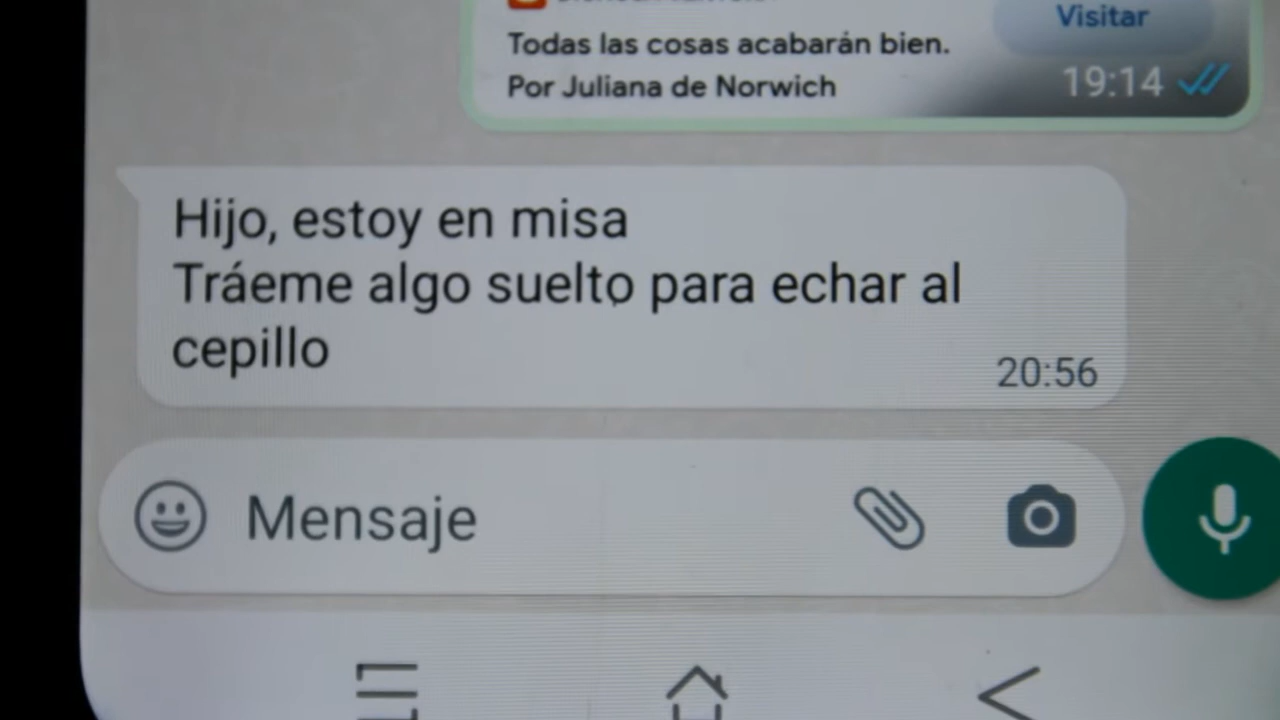 Visitar
Todas las cosas acabarán bien.
Por Juliana de Norwich
19:14
Hijo, estoy en misa
Tráeme algo suelto para echar al
cepillo
20:56
Mensaje